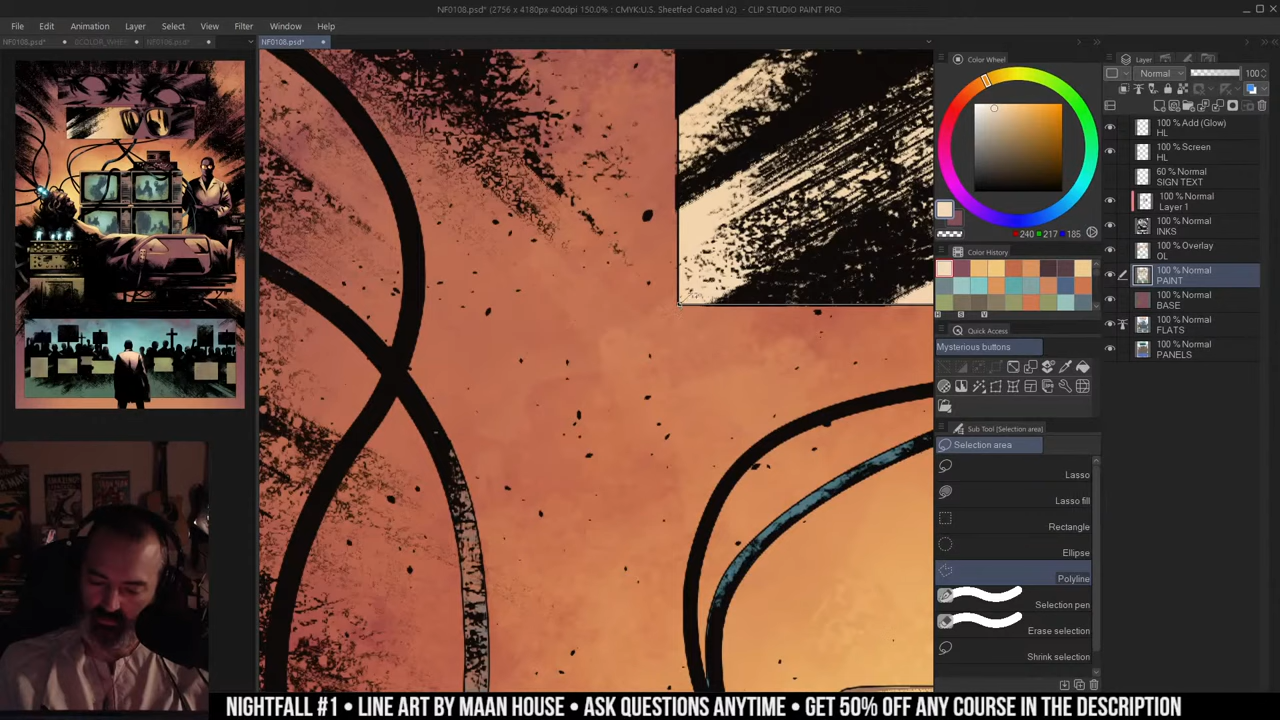 NF0108.psd* (2756 x 4180px 400dpi 150.0% : CMYK:U.S. Sheetfed Coated v2) - CLIP STUDIO PAINT PRO
File Edit Animation Layer Select View Filter Window Help
NF0108.psd* 0COLOR_WHEE NF0106.psd* NF0108.psd*
Color Wheel
240 217 185
Color History
H S V
Quick Access
Mysterious buttons
Sub Tool (Selection area)
Selection area
Lasso
Lasso fill
Rectangle
Ellipse
Polyline
Selection pen
Erase selection
Shrink selection
Layer
Normal 100
100 % Add (Glow)
HL
100 % Screen
HL
60 % Normal
SIGN TEXT
100 % Normal
Layer 1
100 % Normal
INKS
100 % Overlay
OL
100 % Normal
PAINT
100 % Normal
BASE
100 % Normal
FLATS
100 % Normal
PANELS
NIGHTFALL #1 • LINE ART BY MAAN HOUSE • ASK QUESTIONS ANYTIME • GET 50% OFF ANY COURSE IN THE DESCRIPTION